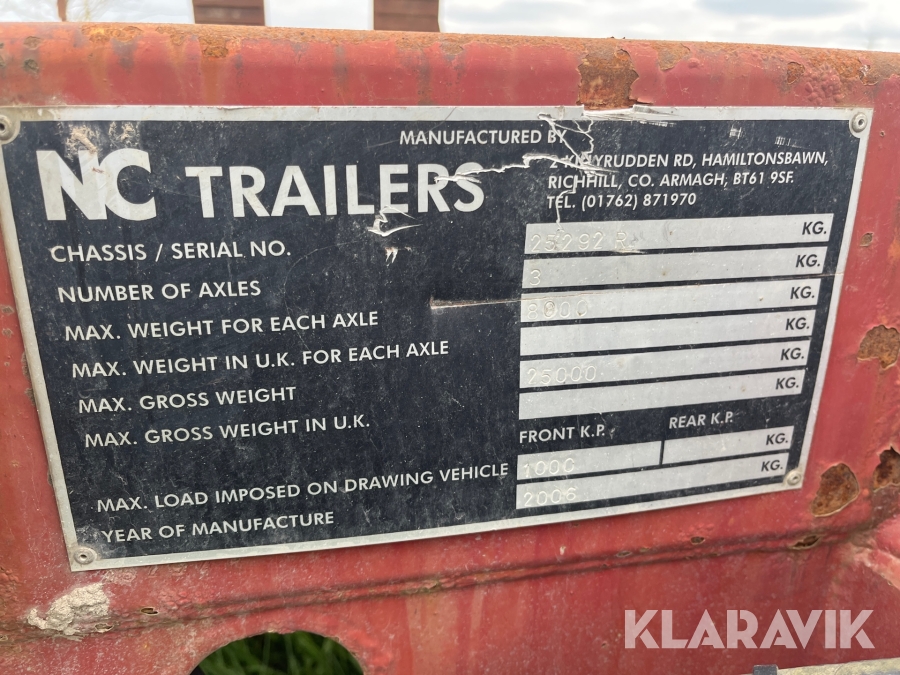 MANUFACTURED BY
NC TRAILERS
RD, HAMILTONSBAWN,
RICHHILL, CO. ARMAGH, BT61 9SF.
TEL. (01762) 871970
CHASSIS / SERIAL NO. 25292 R KG.
NUMBER OF AXLES 3 KG.
MAX. WEIGHT FOR EACH AXLE 8000 KG.
MAX. WEIGHT IN U.K. FOR EACH AXLE KG.
MAX. GROSS WEIGHT 25000 KG.
MAX. GROSS WEIGHT IN U.K. KG.
FRONT K.P. REAR K.P.
MAX. LOAD IMPOSED ON DRAWING VEHICLE 1000 KG.
YEAR OF MANUFACTURE 2006 KG.
KLARAVIK